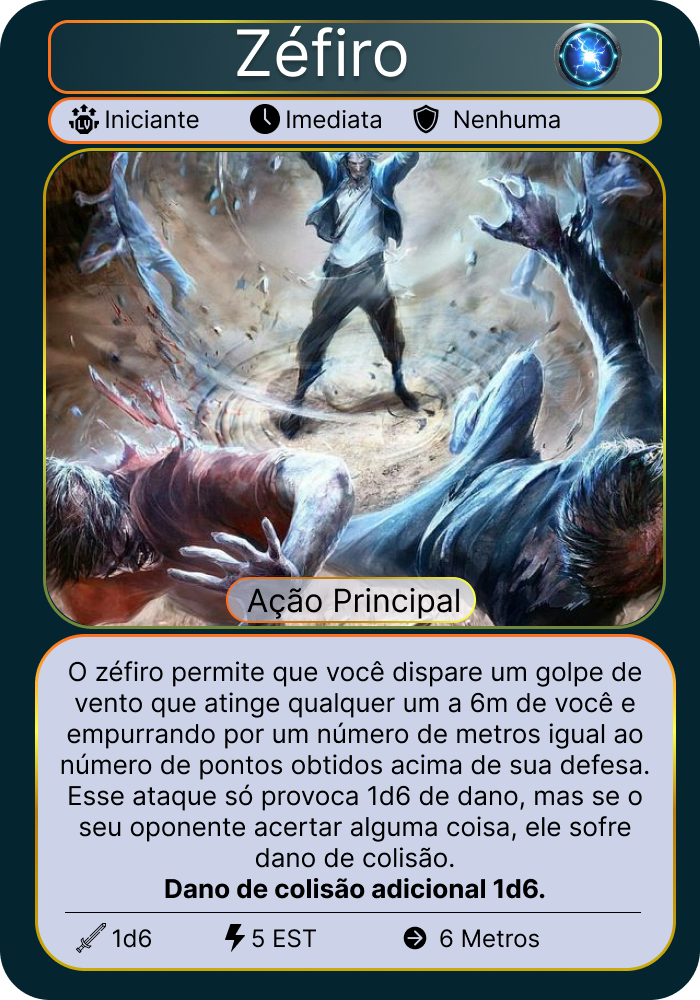 Zéfiro
LV Iniciante Imediata Nenhuma
Ação Principal
O zéfiro permite que você dispare um golpe de
vento que atinge qualquer um a 6m de você e
empurrando por um número de metros igual ao
número de pontos obtidos acima de sua defesa.
Esse ataque só provoca 1d6 de dano, mas se o
seu oponente acertar alguma coisa, ele sofre
dano de colisão.
Dano de colisão adicional 1d6.
1d6 5 EST 6 Metros